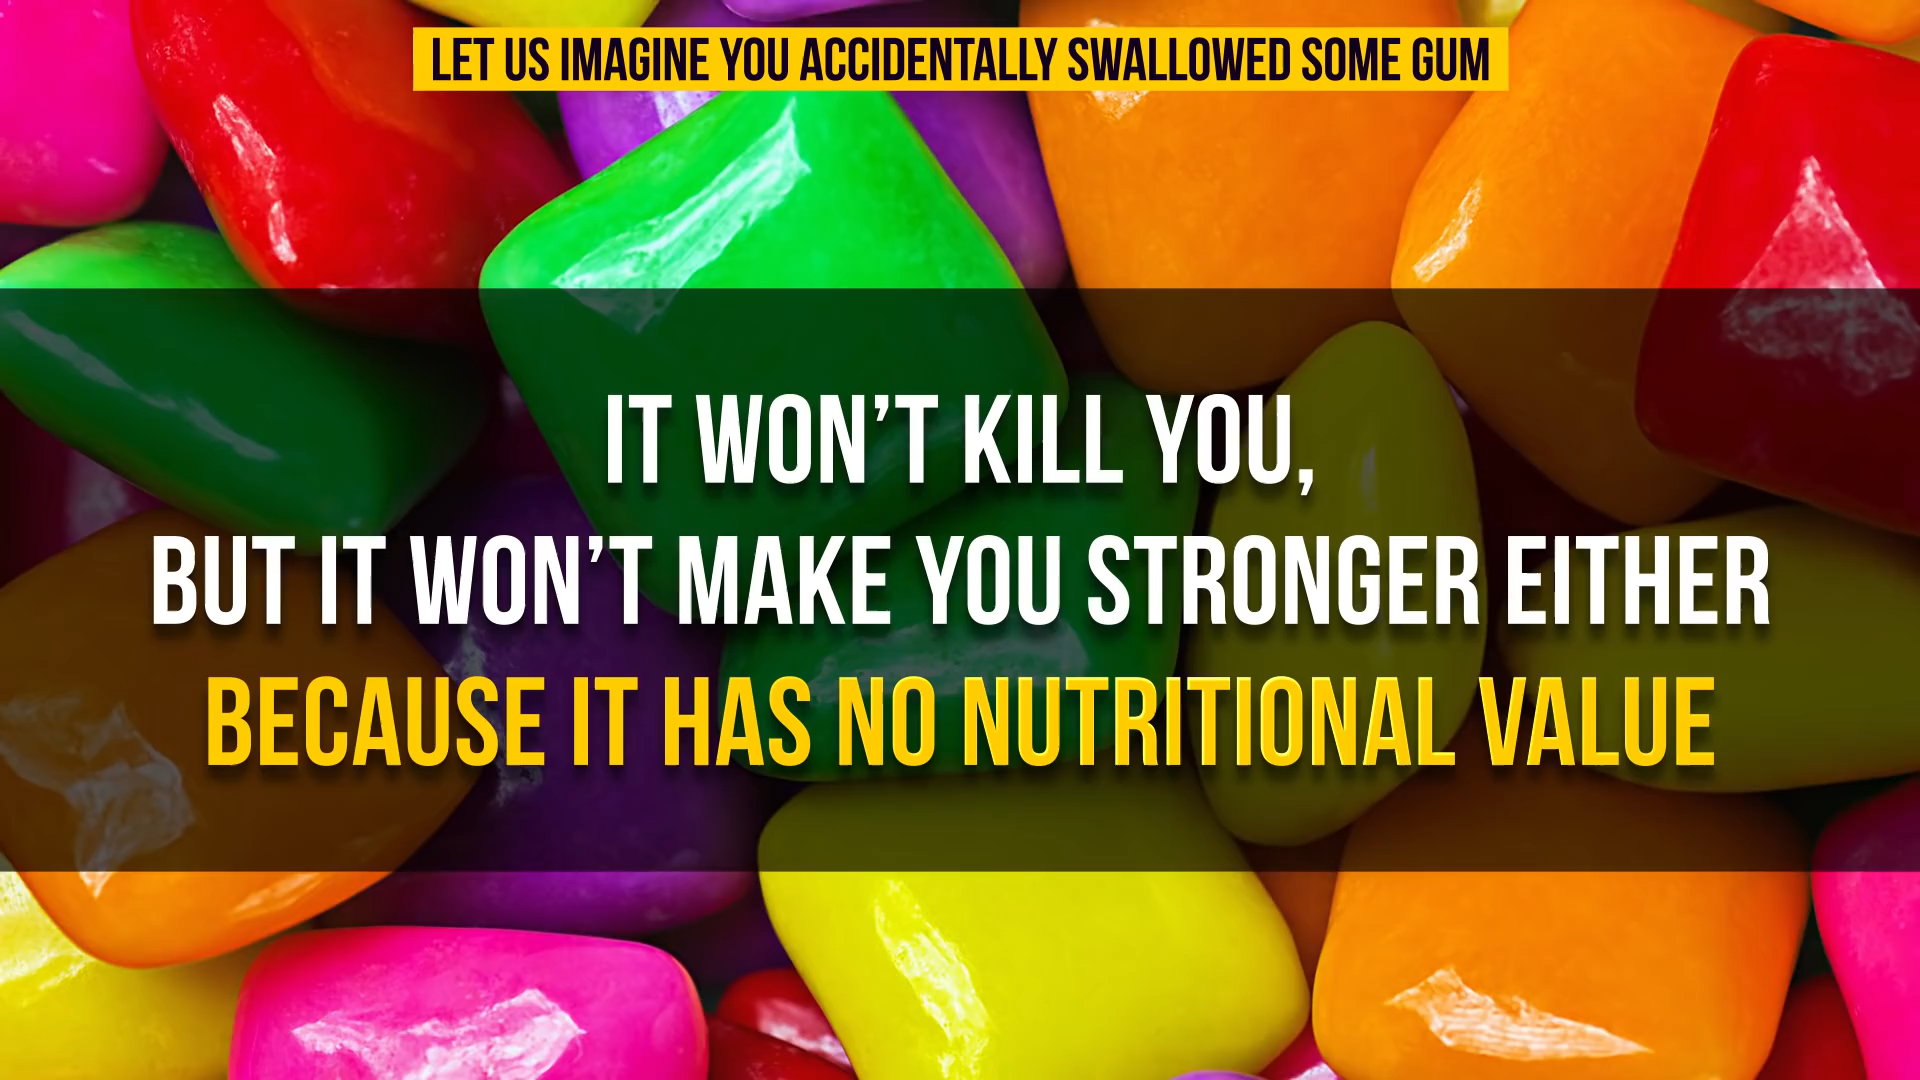 LET US IMAGINE YOU ACCIDENTALLY SWALLOWED SOME GUM
IT WON’T KILL YOU,
BUT IT WON’T MAKE YOU STRONGER EITHER
BECAUSE IT HAS NO NUTRITIONAL VALUE